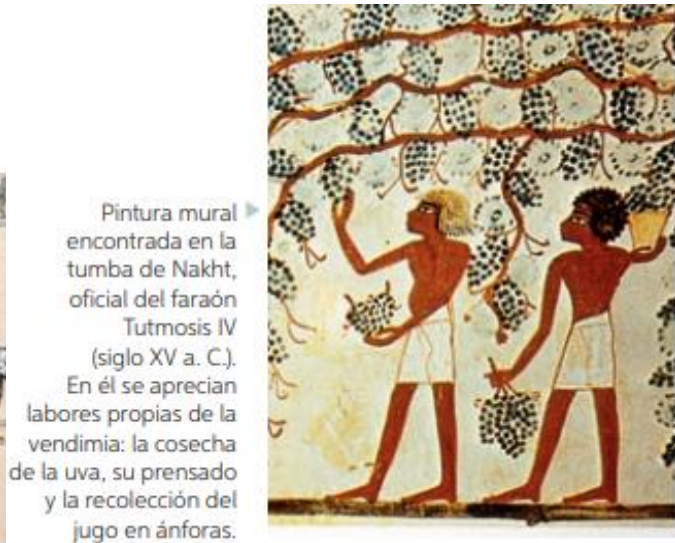 Pintura mural
encontrada en la
tumba de Nakht,
oficial del faraón
Tutmosis IV
(siglo XV a. C.).
En él se aprecian
labores propias de la
vendimia: la cosecha
de la uva, su prensado
y la recolección del
jugo en ánforas.